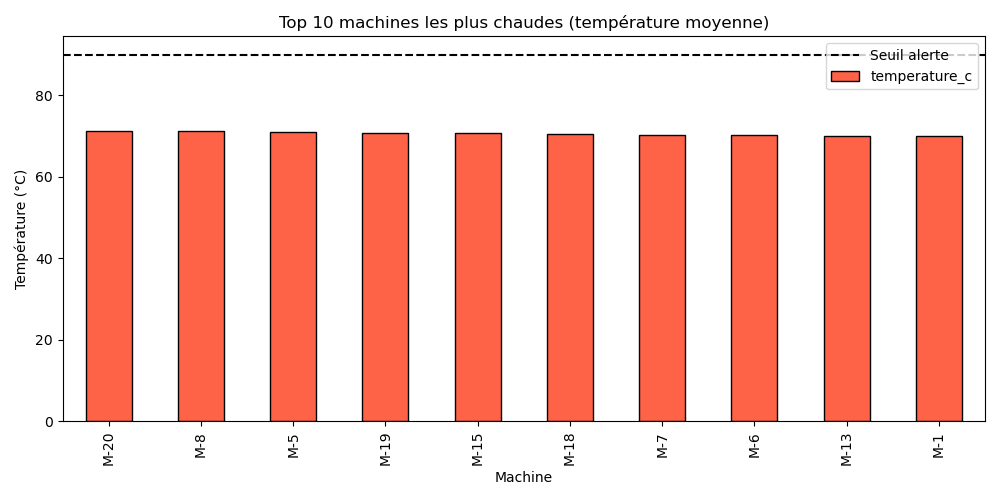 Top 10 machines les plus chaudes (température moyenne)
Seuil alerte
temperature_c
Température (°C)
80
60
40
20
0
M-20
M-8
M-5
M-19
M-15
M-18
M-7
M-6
M-13
M-1
Machine